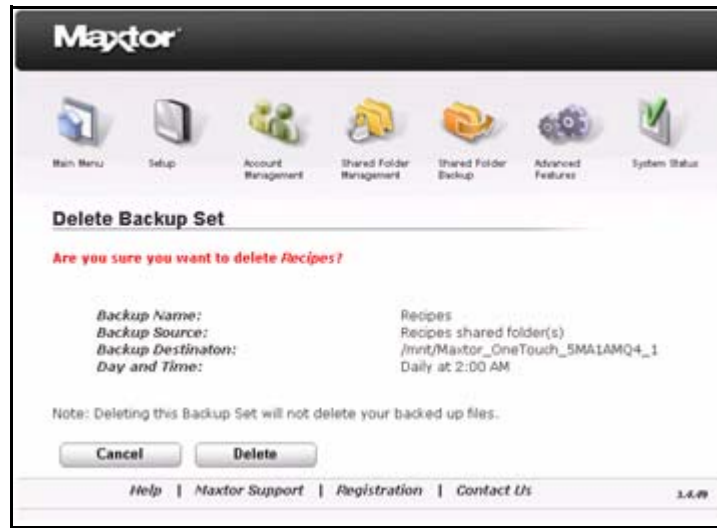 Maxtor
Main Menu
Setup
Account Management
Shared Folder Management
Shared Folder Backup
Advanced Features
System Status
Delete Backup Set
Are you sure you want to delete Recipes?
Backup Name: Recipes
Backup Source: Recipes shared folder(s)
Backup Destinaton: /mnt/Maxtor_OneTouch_5MA1AMQ4_1
Day and Time: Daily at 2:00 AM
Note: Deleting this Backup Set will not delete your backed up files.
Cancel Delete
Help | Maxtor Support | Registration | Contact Us